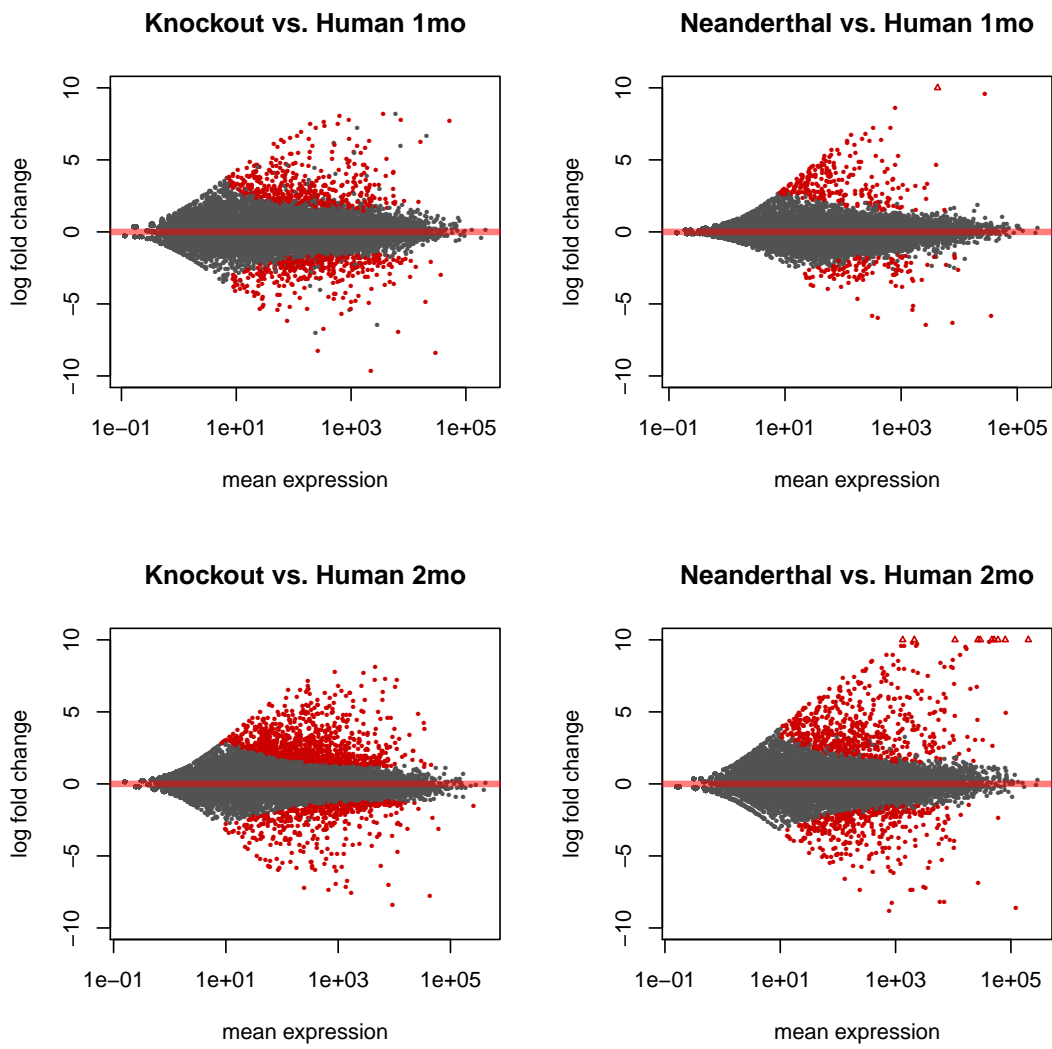 Knockout vs. Human 1mo
log fold change
10
5
0
−5
−10
1e−01 1e+01 1e+03 1e+05
mean expression
Neanderthal vs. Human 1mo
log fold change
10
5
0
−5
−10
1e−01 1e+01 1e+03 1e+05
mean expression
Knockout vs. Human 2mo
log fold change
10
5
0
−5
−10
1e−01 1e+01 1e+03 1e+05
mean expression
Neanderthal vs. Human 2mo
log fold change
10
5
0
−5
−10
1e−01 1e+01 1e+03 1e+05
mean expression